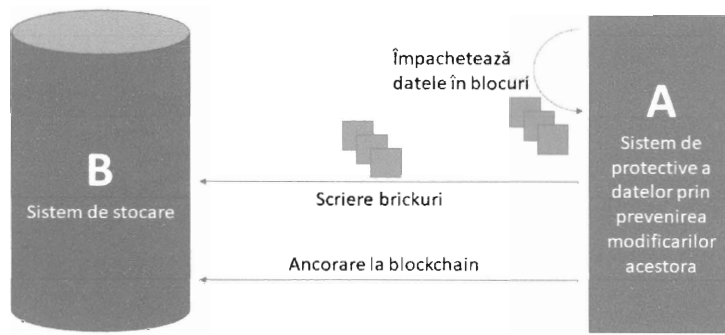 B
Sistem de stocare
Împachetează
datele în blocuri
Scriere brickuri
Ancorare la blockchain
A
Sistem de
protective a
datelor prin
prevenirea
modificarilor
acestora